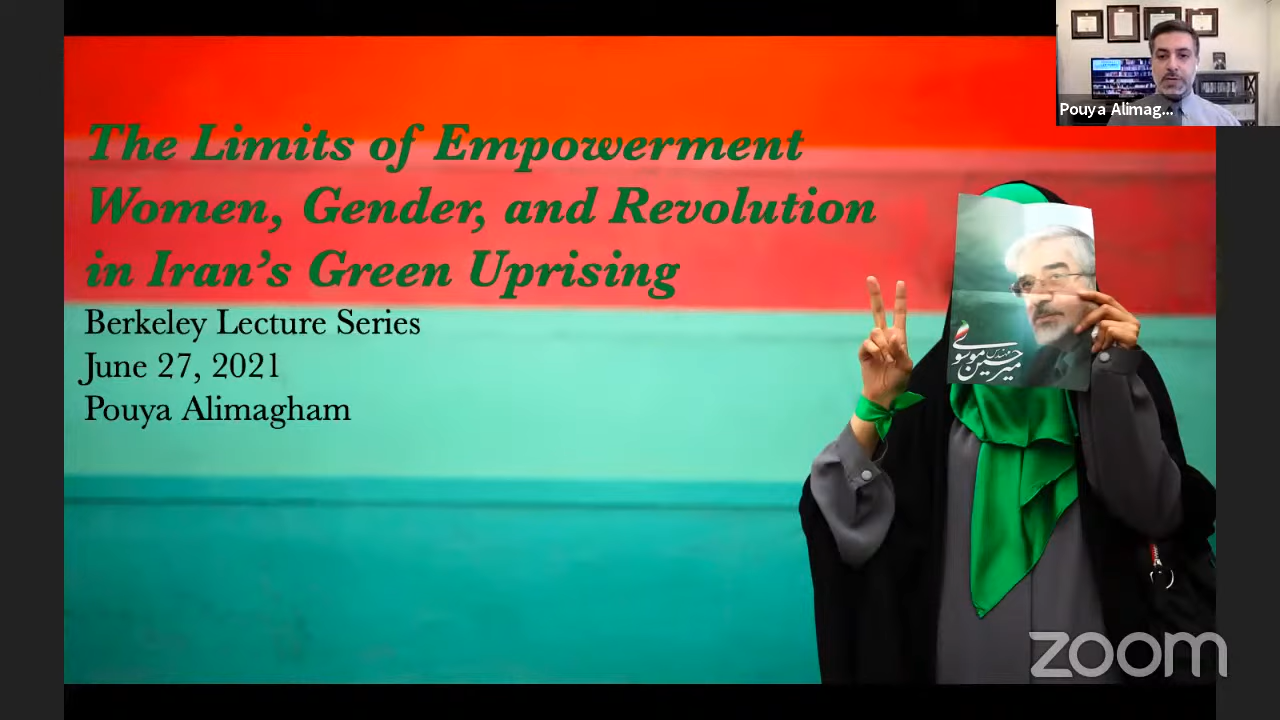 The Limits of Empowerment
Women, Gender, and Revolution
in Iran's Green Uprising
Berkeley Lecture Series
June 27, 2021
Pouya Alimagham
Pouya Alimag...
مهندس
میرحسین موسوی
zoom